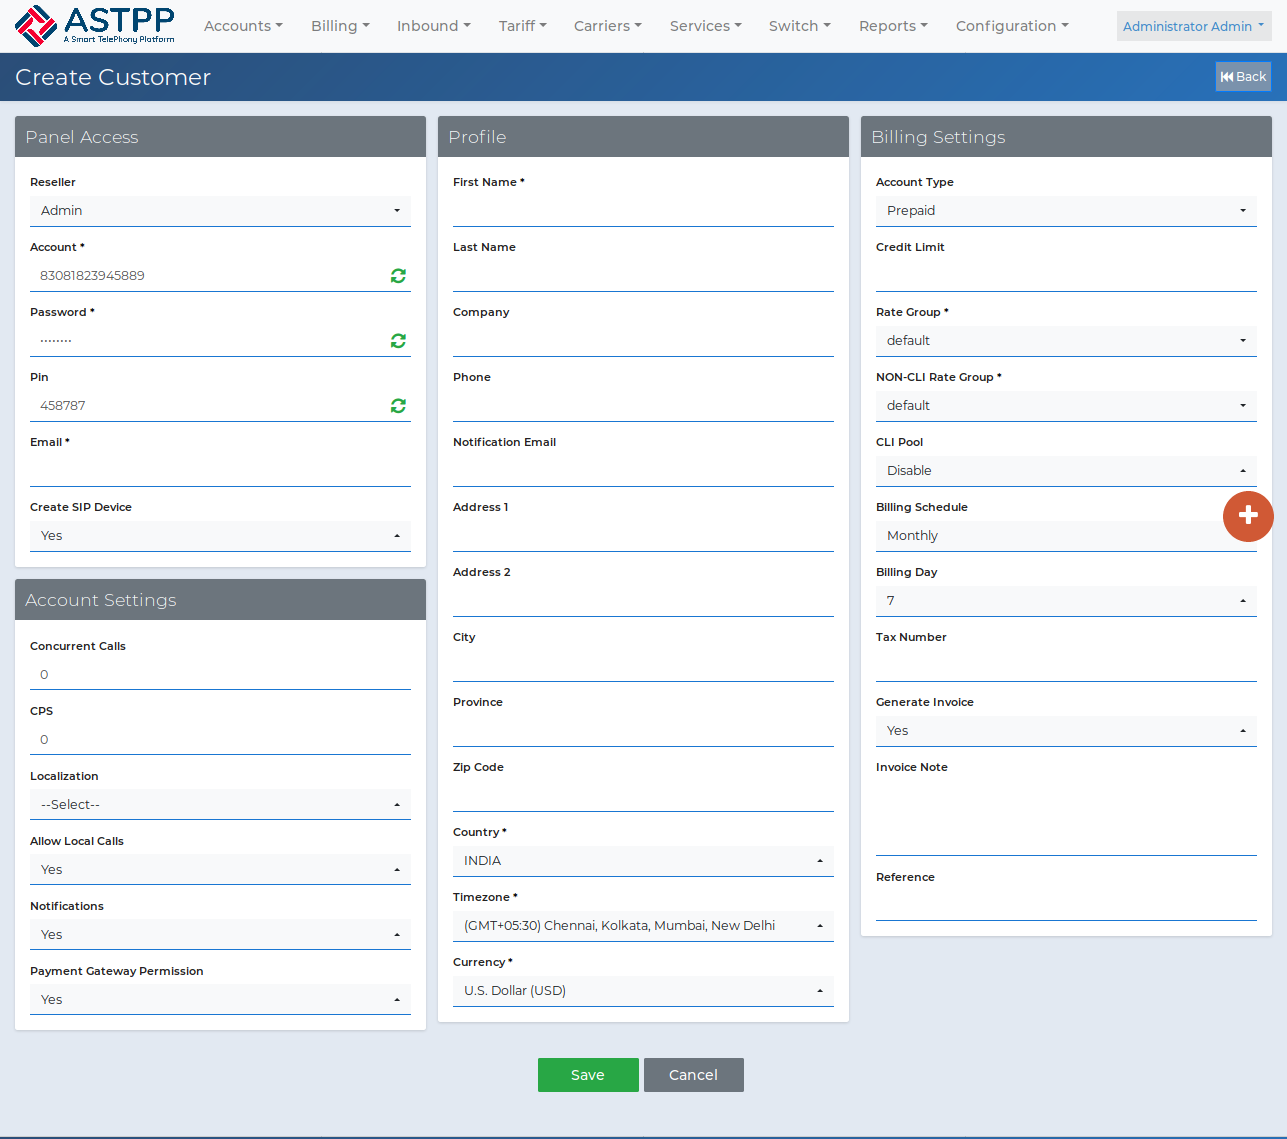 ASTPP
A Smart TelePhony Platform
Accounts
Billing
Inbound
Tariff
Carriers
Services
Switch
Reports
Configuration
Administrator Admin
Create Customer
Back
Panel Access
Reseller
Admin
Account *
83081823945889
Password *
········
Pin
458787
Email *
Create SIP Device
Yes
Account Settings
Concurrent Calls
0
CPS
0
Localization
--Select--
Allow Local Calls
Yes
Notifications
Yes
Payment Gateway Permission
Yes
Profile
First Name *
Last Name
Company
Phone
Notification Email
Address 1
Address 2
City
Province
Zip Code
Country *
INDIA
Timezone *
(GMT+05:30) Chennai, Kolkata, Mumbai, New Delhi
Currency *
U.S. Dollar (USD)
Billing Settings
Account Type
Prepaid
Credit Limit
Rate Group *
default
NON-CLI Rate Group *
default
CLI Pool
Disable
Billing Schedule
Monthly
Billing Day
7
Tax Number
Generate Invoice
Yes
Invoice Note
Reference
Save
Cancel